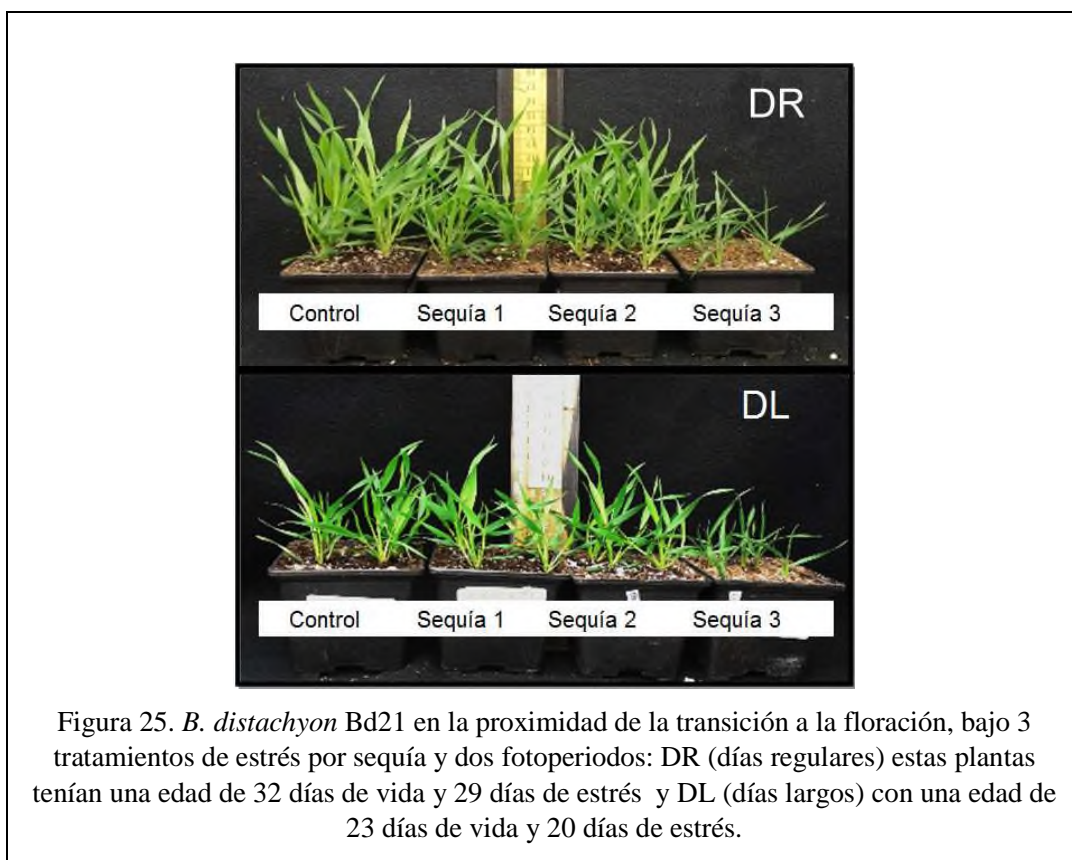 DR
Control Sequía 1 Sequía 2 Sequía 3
DL
Control Sequía 1 Sequía 2 Sequía 3
Figura 25. B. distachyon Bd21 en la proximidad de la transición a la floración, bajo 3
tratamientos de estrés por sequía y dos fotoperiodos: DR (días regulares) estas plantas
tenían una edad de 32 días de vida y 29 días de estrés y DL (días largos) con una edad de
23 días de vida y 20 días de estrés.